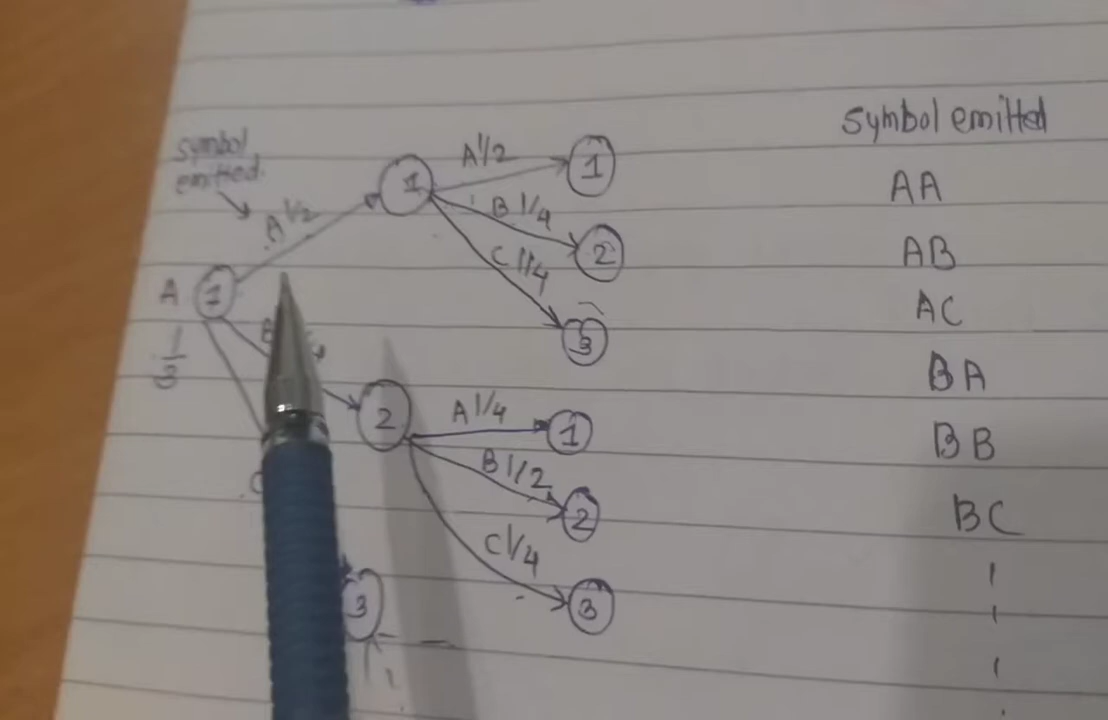 symbol emitted
symbol
emitted.
A 1/2
1
A 1/2
1
AA
B 1/4
2
AB
C 1/4
3
AC
A
1
1/3
B
2
A 1/4
1
BA
B 1/2
2
BB
C 1/4
3
BC
3